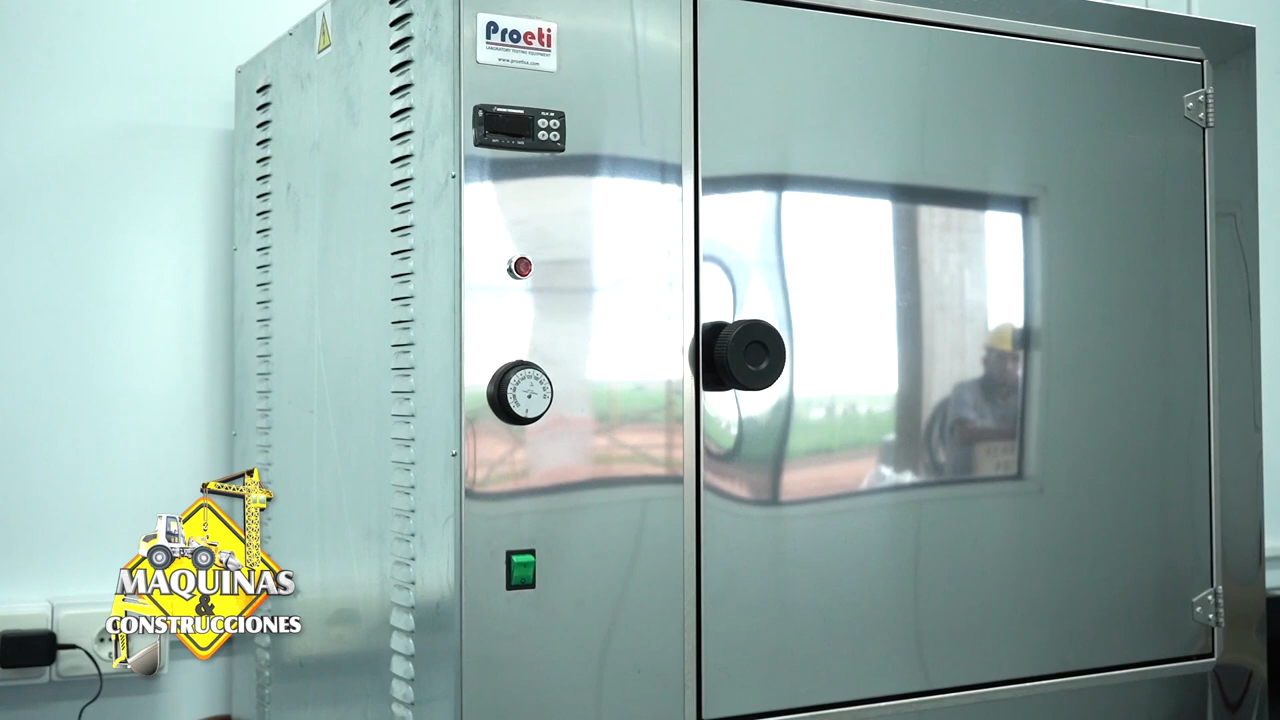 Proeti
LABORATORY TESTING EQUIPMENT
www.proetisa.com
MAQUINAS
&
CONSTRUCCIONES